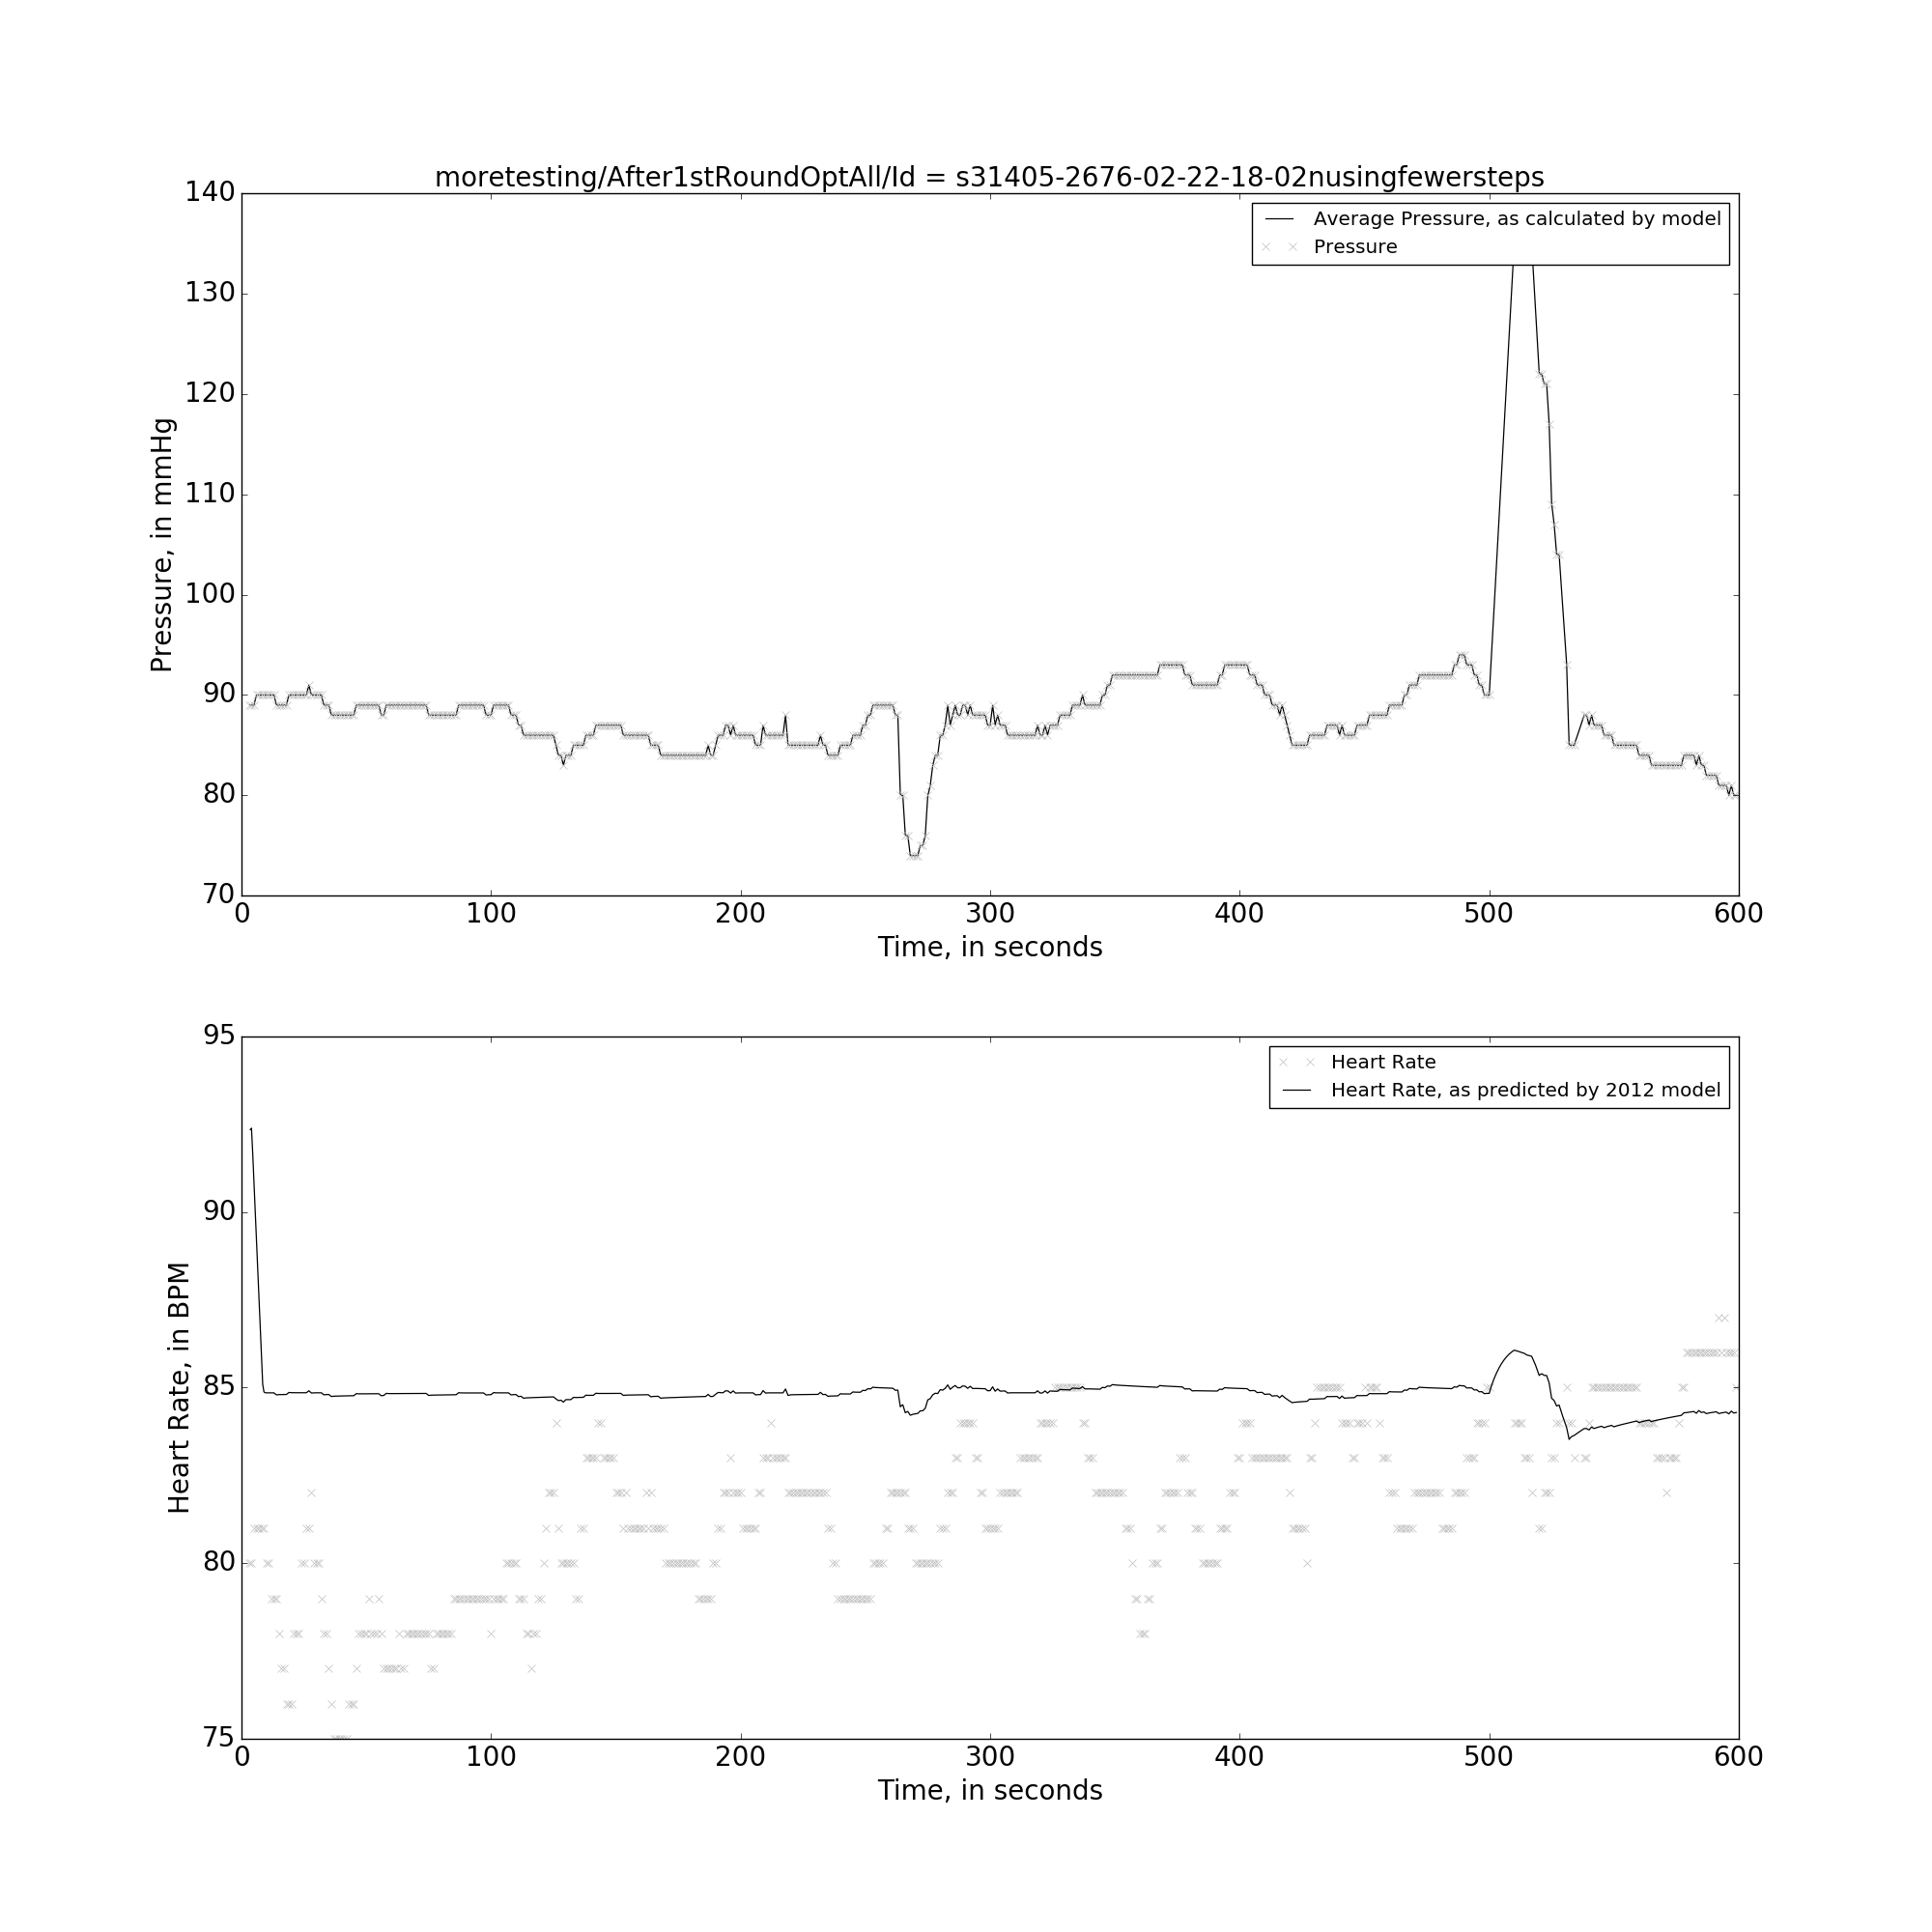 moretesting/After1stRoundOptAll/Id = s31405-2676-02-22-18-02nusingfewersteps
140
130
120
110
100
90
80
70
Pressure, in mmHg
Average Pressure, as calculated by model
Pressure
0 100 200 300 400 500 600
Time, in seconds
95
90
85
80
75
Heart Rate, in BPM
Heart Rate
Heart Rate, as predicted by 2012 model
0 100 200 300 400 500 600
Time, in seconds